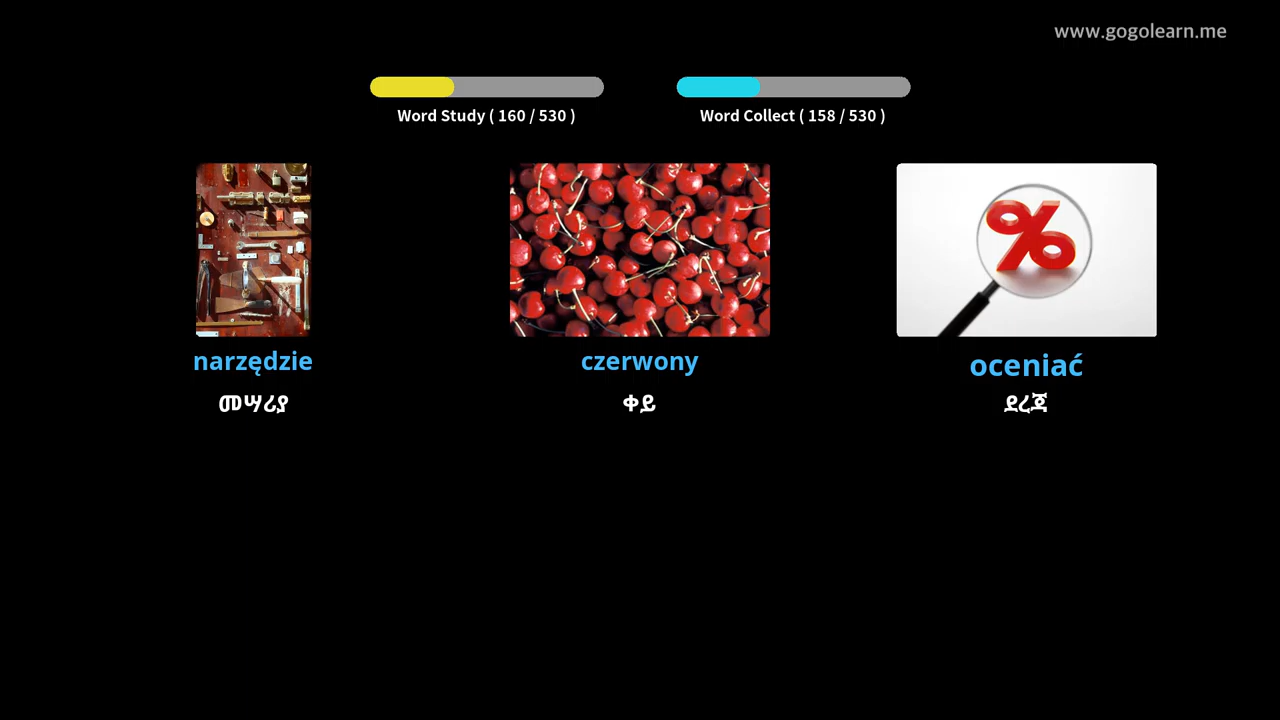 www.gogolearn.me
Word Study ( 160 / 530 )
Word Collect ( 158 / 530 )
narzędzie
czerwony
oceniać
መሣሪያ
ቀይ
ደረጃ